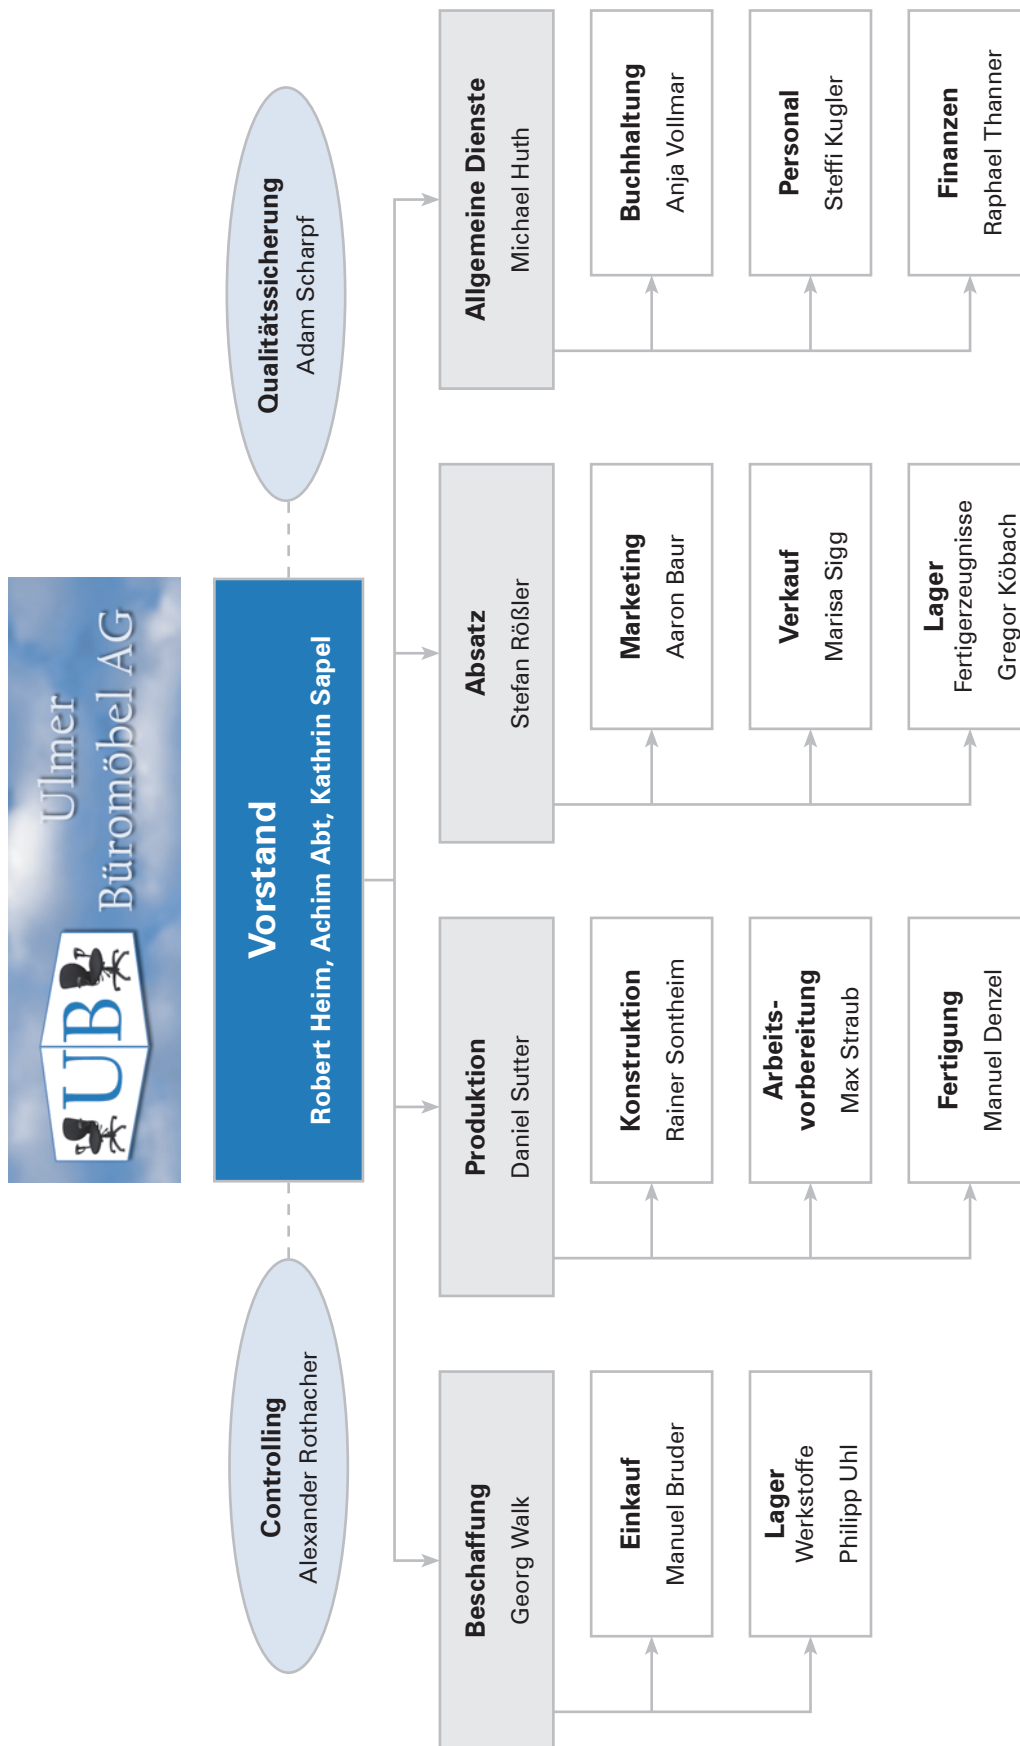 UB
Ulmer
Büromöbel AG
Controlling
Alexander Rothacher
Vorstand
Robert Heim, Achim Abt, Kathrin Sapel
Qualitätssicherung
Adam Scharpf
Beschaffung
Georg Walk
Einkauf
Manuel Bruder
Lager
Werkstoffe
Philipp Uhl
Produktion
Daniel Sutter
Konstruktion
Rainer Sontheim
Arbeits-
vorbereitung
Max Straub
Fertigung
Manuel Denzel
Absatz
Stefan Rößler
Marketing
Aaron Baur
Verkauf
Marisa Sigg
Lager
Fertigerzeugnisse
Gregor Köbach
Allgemeine Dienste
Michael Huth
Buchhaltung
Anja Vollmar
Personal
Steffi Kugler
Finanzen
Raphael Thanner